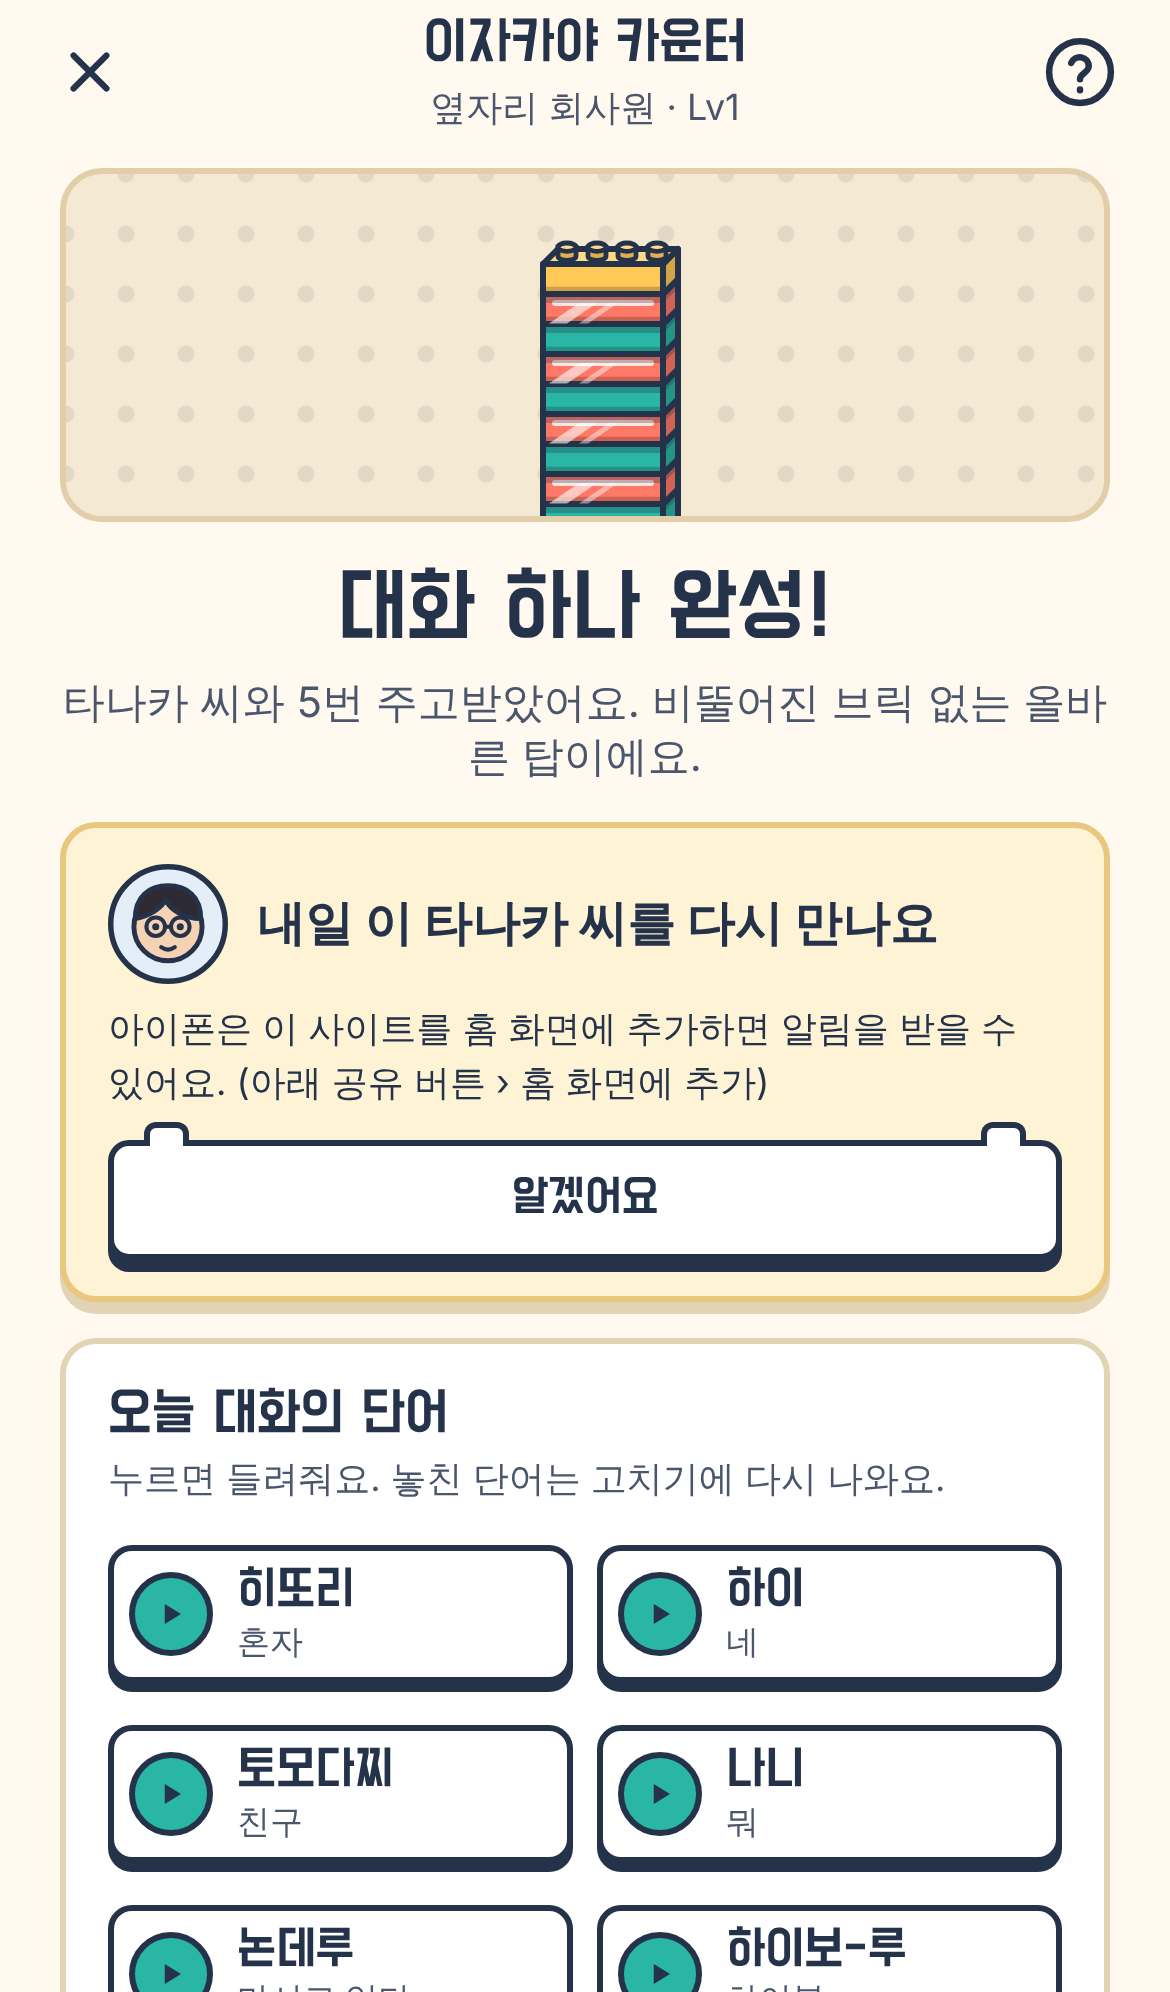 이자카야 카운터
옆자리 회사원 · Lv1
대화 하나 완성!
타나카 씨와 5번 주고받았어요. 비뚤어진 브릭 없는 올바
른 탑이에요.
내일 이 타나카 씨를 다시 만나요
아이폰은 이 사이트를 홈 화면에 추가하면 알림을 받을 수
있어요. (아래 공유 버튼 › 홈 화면에 추가)
알겠어요
오늘 대화의 단어
누르면 들려줘요. 놓친 단어는 고치기에 다시 나와요.
히또리
혼자
하이
네
토모다찌
친구
나니
뭐
논데루
하이보-루